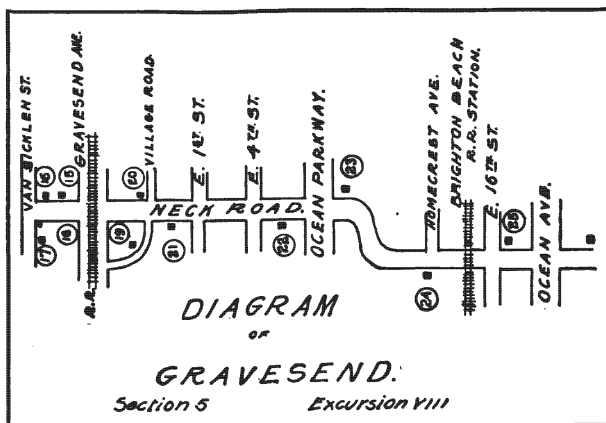 VAN SICHLEN ST.
GRAVESEND AVE.
VILLAGE ROAD.
E. 1ST ST.
E. 4TH ST.
OCEAN PARKWAY.
HOMECREST AVE.
BRIGHTON BEACH
R.R. STATION.
E. 16TH ST.
OCEAN AVE.
16
15
20
23
NECK ROAD.
17
18
19
21
22
24
25
R.R.
DIAGRAM
OF
GRAVESEND.
Section 5 Excursion VIII